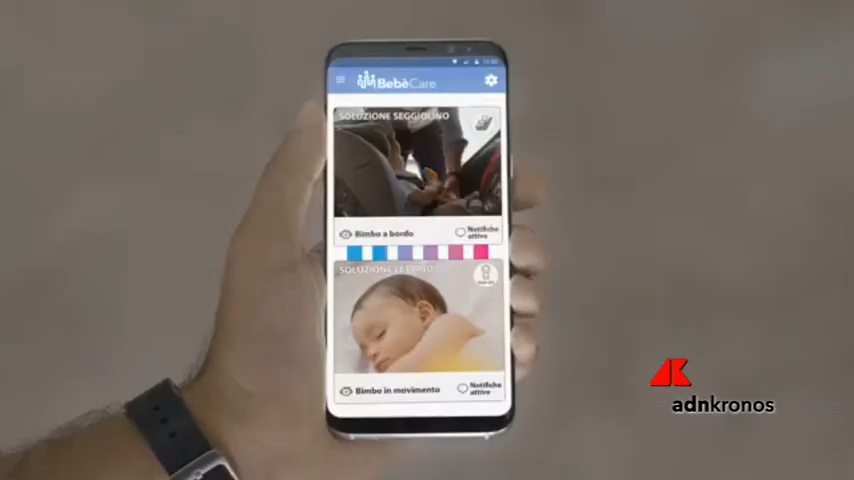 BebèCare
SOLUZIONE SEGGIOLINO
Bimbo a bordo
Notifiche
attive
SOLUZIONE LETTINO
Bimbo in movimento
Notifiche
attive
adnkronos